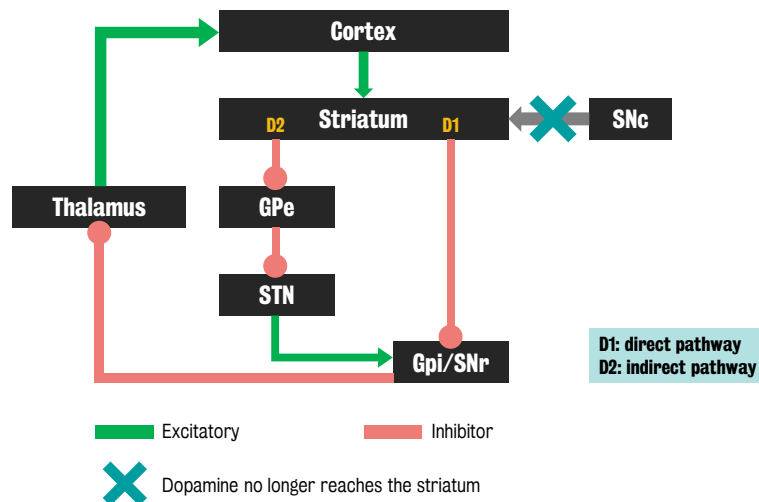 Cortex
D2 Striatum D1
SNc
Thalamus
GPe
STN
Gpi/SNr
D1: direct pathway
D2: indirect pathway
Excitatory
Inhibitor
Dopamine no longer reaches the striatum